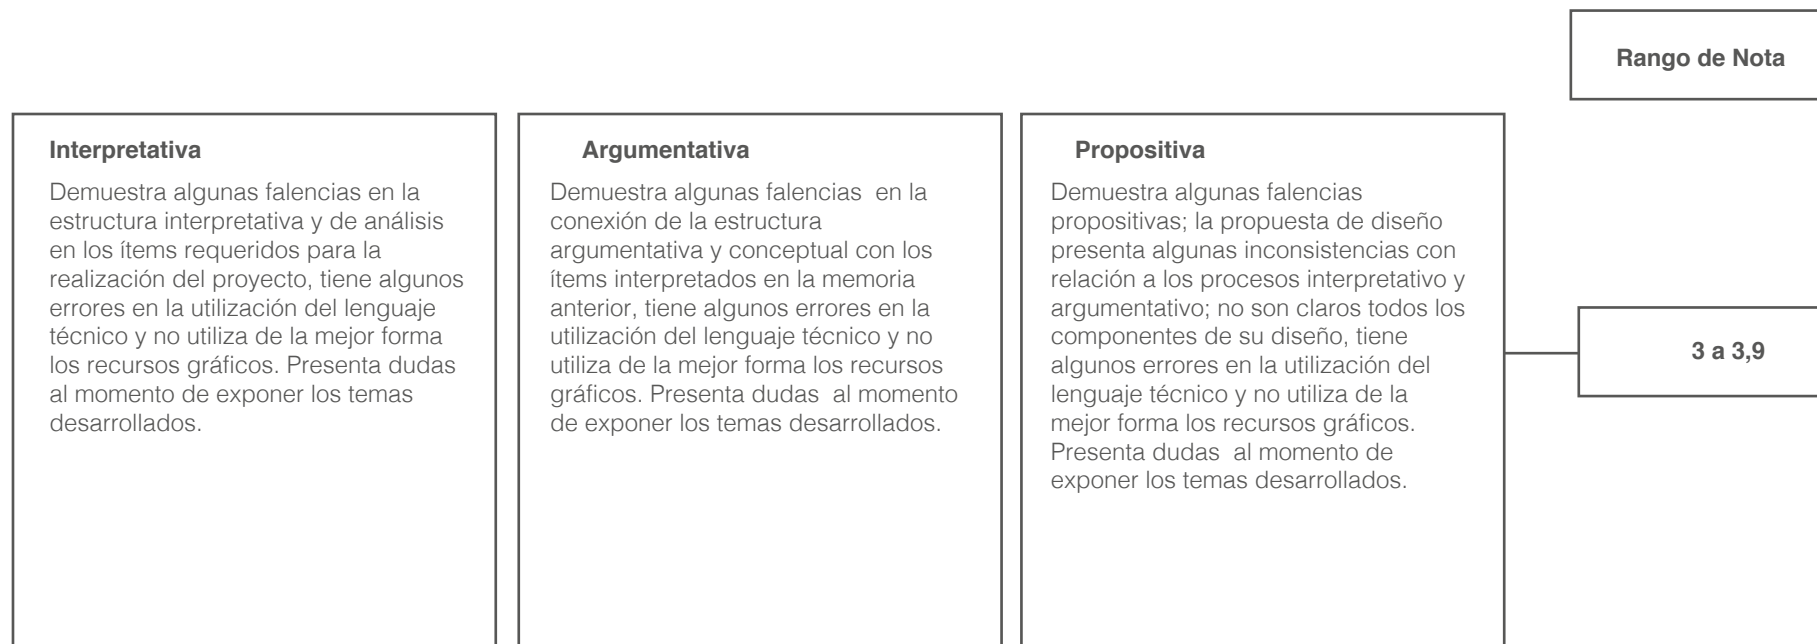 Rango de Nota
Interpretativa
Demuestra algunas falencias en la
estructura interpretativa y de análisis
en los ítems requeridos para la
realización del proyecto, tiene algunos
errores en la utilización del lenguaje
técnico y no utiliza de la mejor forma
los recursos gráficos. Presenta dudas
al momento de exponer los temas
desarrollados.
Argumentativa
Demuestra algunas falencias  en la
conexión de la estructura
argumentativa y conceptual con los
ítems interpretados en la memoria
anterior, tiene algunos errores en la
utilización del lenguaje técnico y no
utiliza de la mejor forma los recursos
gráficos. Presenta dudas  al momento
de exponer los temas desarrollados.
Propositiva
Demuestra algunas falencias
propositivas; la propuesta de diseño
presenta algunas inconsistencias con
relación a los procesos interpretativo y
argumentativo; no son claros todos los
componentes de su diseño, tiene
algunos errores en la utilización del
lenguaje técnico y no utiliza de la
mejor forma los recursos gráficos.
Presenta dudas  al momento de
exponer los temas desarrollados.
3 a 3,9